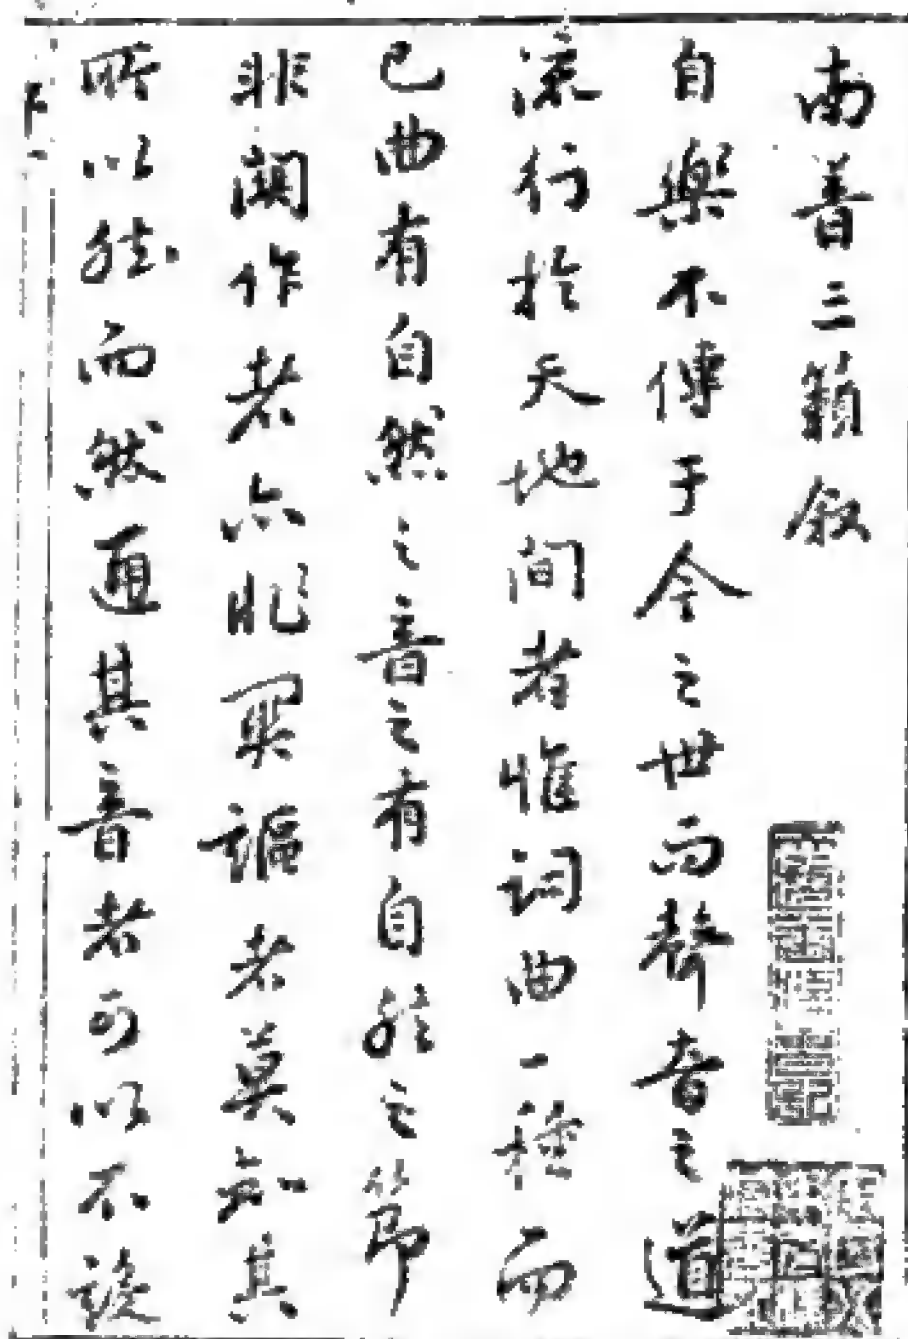 南音三籟敘
自樂不傳于今之世而聲音之道
流行於天地間者惟詞曲一種而
已曲有自然之音音有自然之節
非關作者亦非關謳者莫知其
所以然而然通其音者可以不設